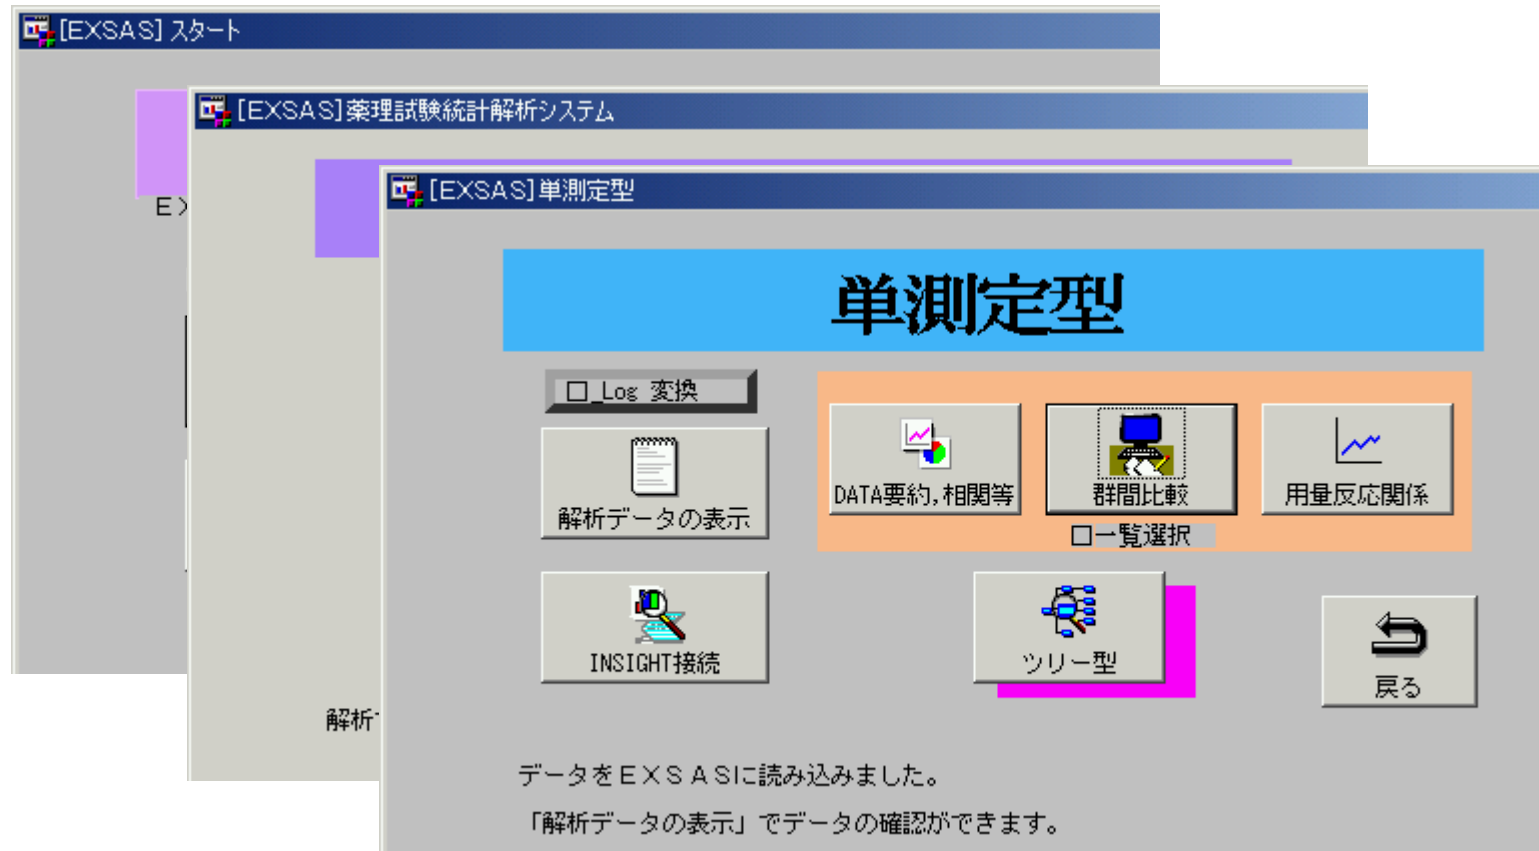 [EXSAS] スタート
[EXSAS]薬理試験統計解析システム
EX
[EXSAS]単測定型
単測定型
□_Log 変換
DATA要約,相関等
群間比較
用量反応関係
解析データの表示
□一覧選択
INSIGHT接続
ツリー型
戻る
解析
データをEXSASに読み込みました。
「解析データの表示」でデータの確認ができます。